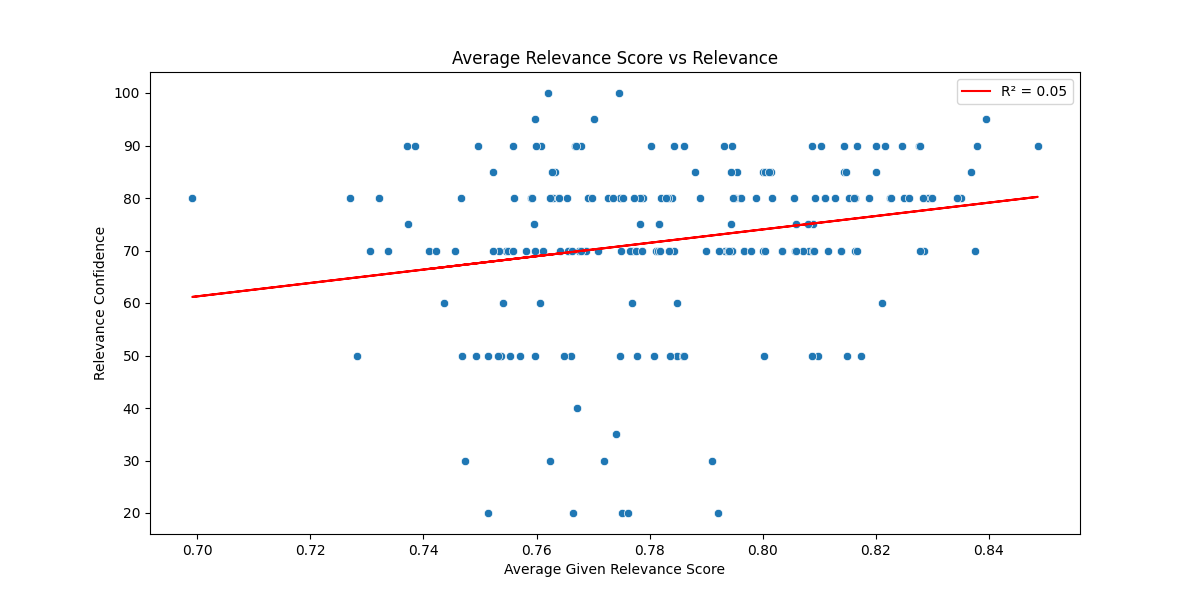 Average Relevance Score vs Relevance
R² = 0.05
100
90
80
70
60
50
40
30
20
Relevance Confidence
0.70 0.72 0.74 0.76 0.78 0.80 0.82 0.84
Average Given Relevance Score